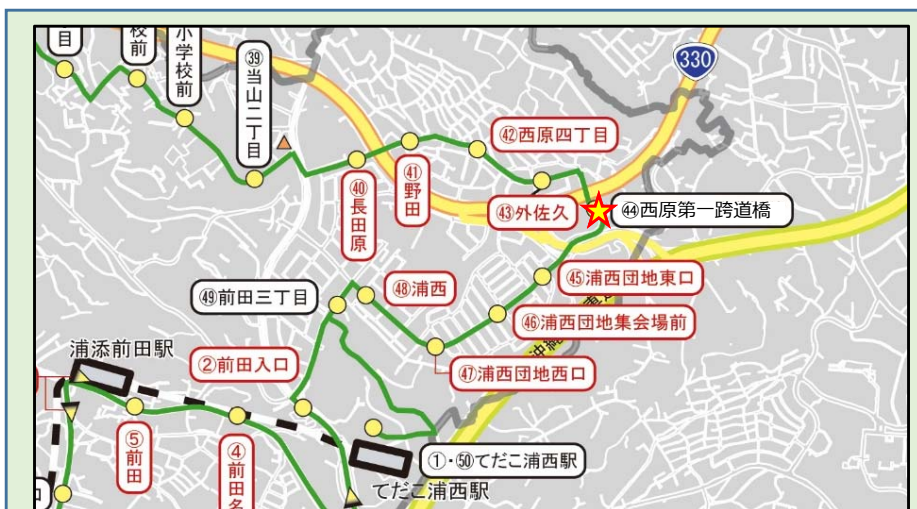 目
校前
小学校前
㊴当山二丁目
330
㊷西原四丁目
㊶野田
㊵長田原
㊸外佐久
㊹西原第一跨道橋
㊺浦西団地東口
㊽浦西
㊾前田三丁目
㊻浦西団地集会場前
沖縄
道
浦添前田駅
②前田入口
㊼浦西団地西口
⑤前田
④前田名
①・㊿てだこ浦西駅
てだこ浦西駅
口